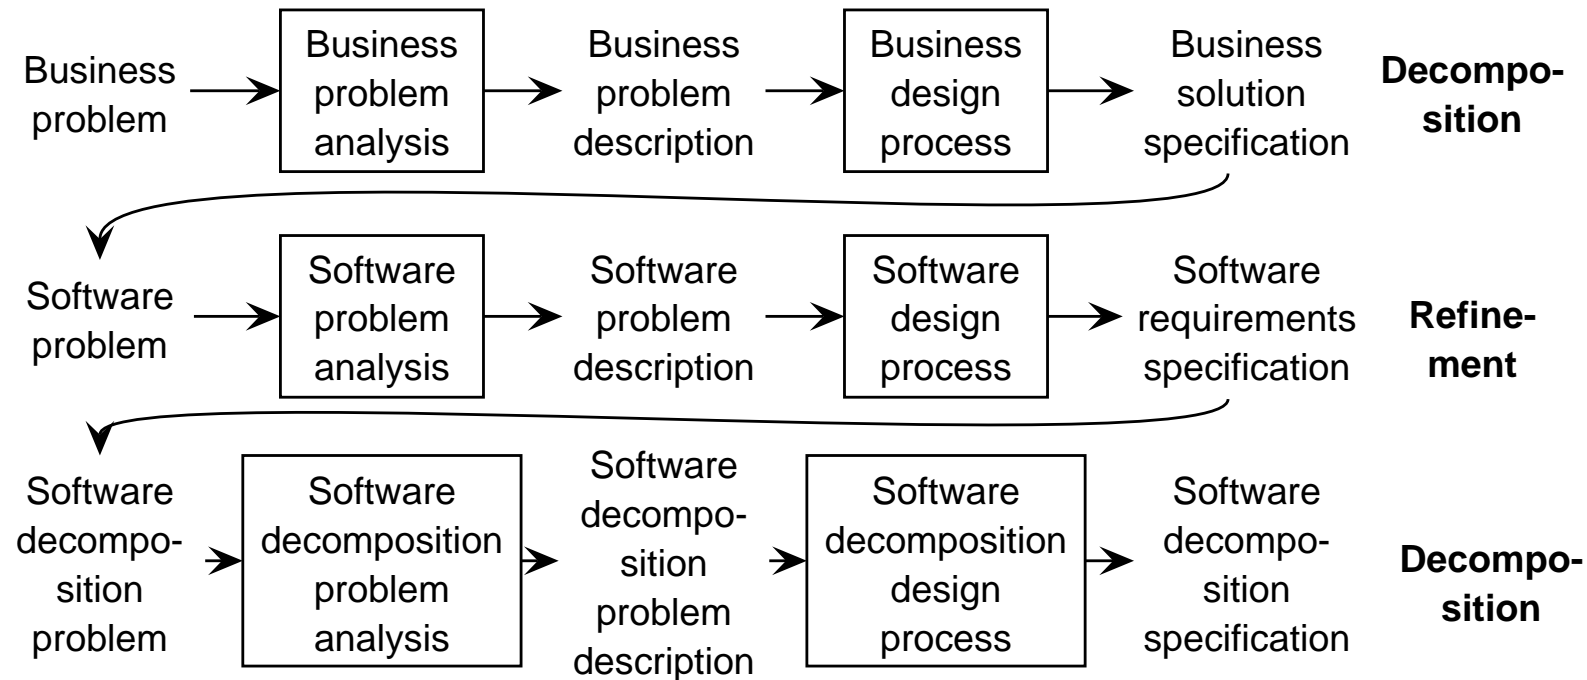 Business
problem
Business
problem
analysis
Business
problem
description
Business
design
process
Business
solution
specification
Decompo-
sition
Software
problem
Software
problem
analysis
Software
problem
description
Software
design
process
Software
requirements
specification
Refine-
ment
Software
decompo-
sition
problem
Software
decomposition
problem
analysis
Software
decompo-
sition
problem
description
Software
decomposition
design
process
Software
decompo-
sition
specification
Decompo-
sition